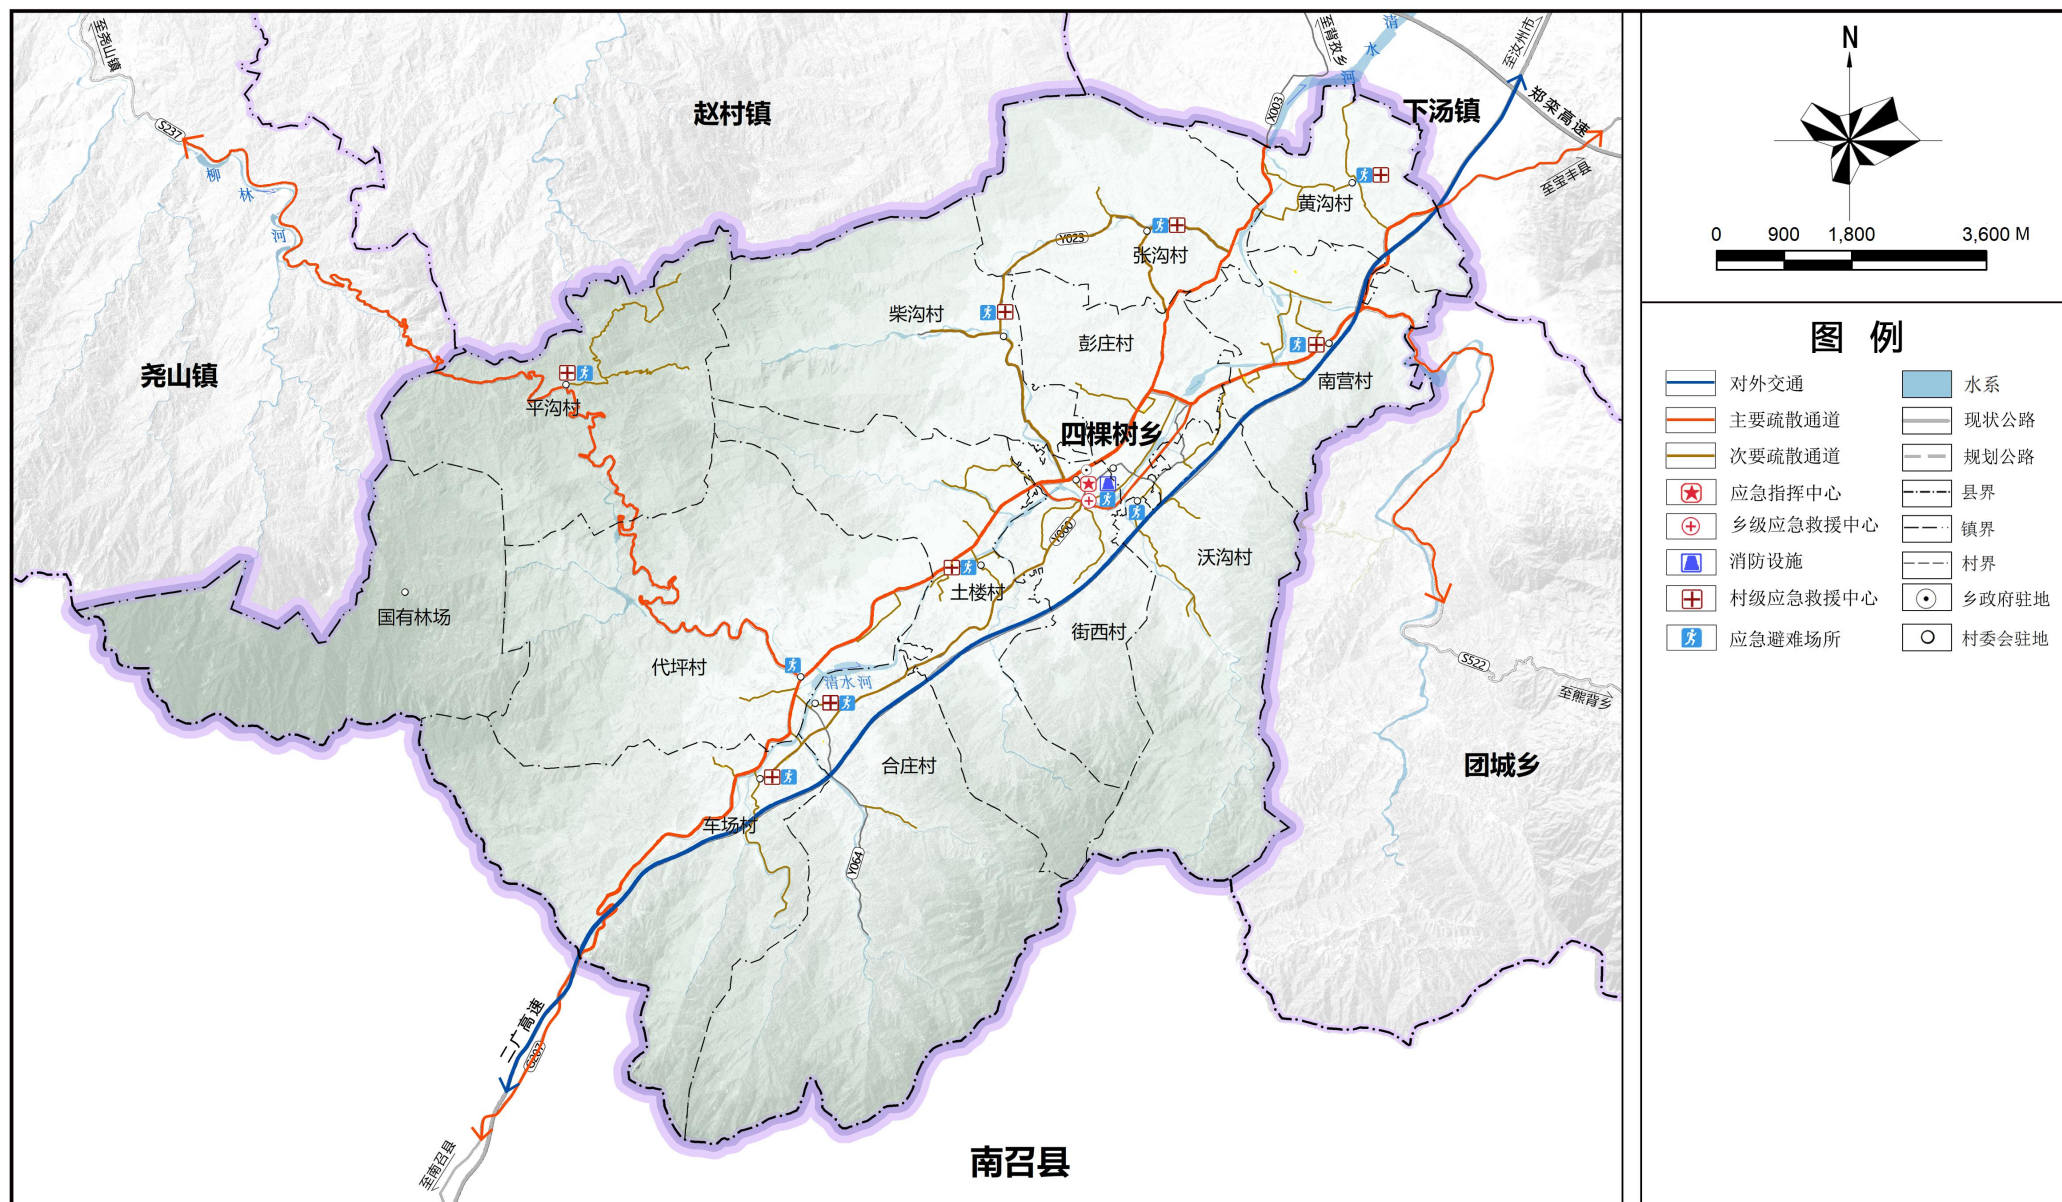 至尧山镇
S237
柳林河
赵村镇
至背孜乡
清水河
X003
下汤镇
至汝州市
郑栾高速
至宝丰县
黄沟村
Y023
张沟村
柴沟村
彭庄村
尧山镇
平沟村
南营村
四棵树乡
Y060
沃沟村
土楼村
国有林场
街西村
代坪村
清水河
S522
至熊背乡
合庄村
团城乡
车场村
Y064
二广高速
G207
至南召县
南召县
N
0 900 1,800 3,600 M
图 例
对外交通
水系
主要疏散通道
现状公路
次要疏散通道
规划公路
应急指挥中心
县界
乡级应急救援中心
镇界
消防设施
村界
村级应急救援中心
乡政府驻地
应急避难场所
村委会驻地